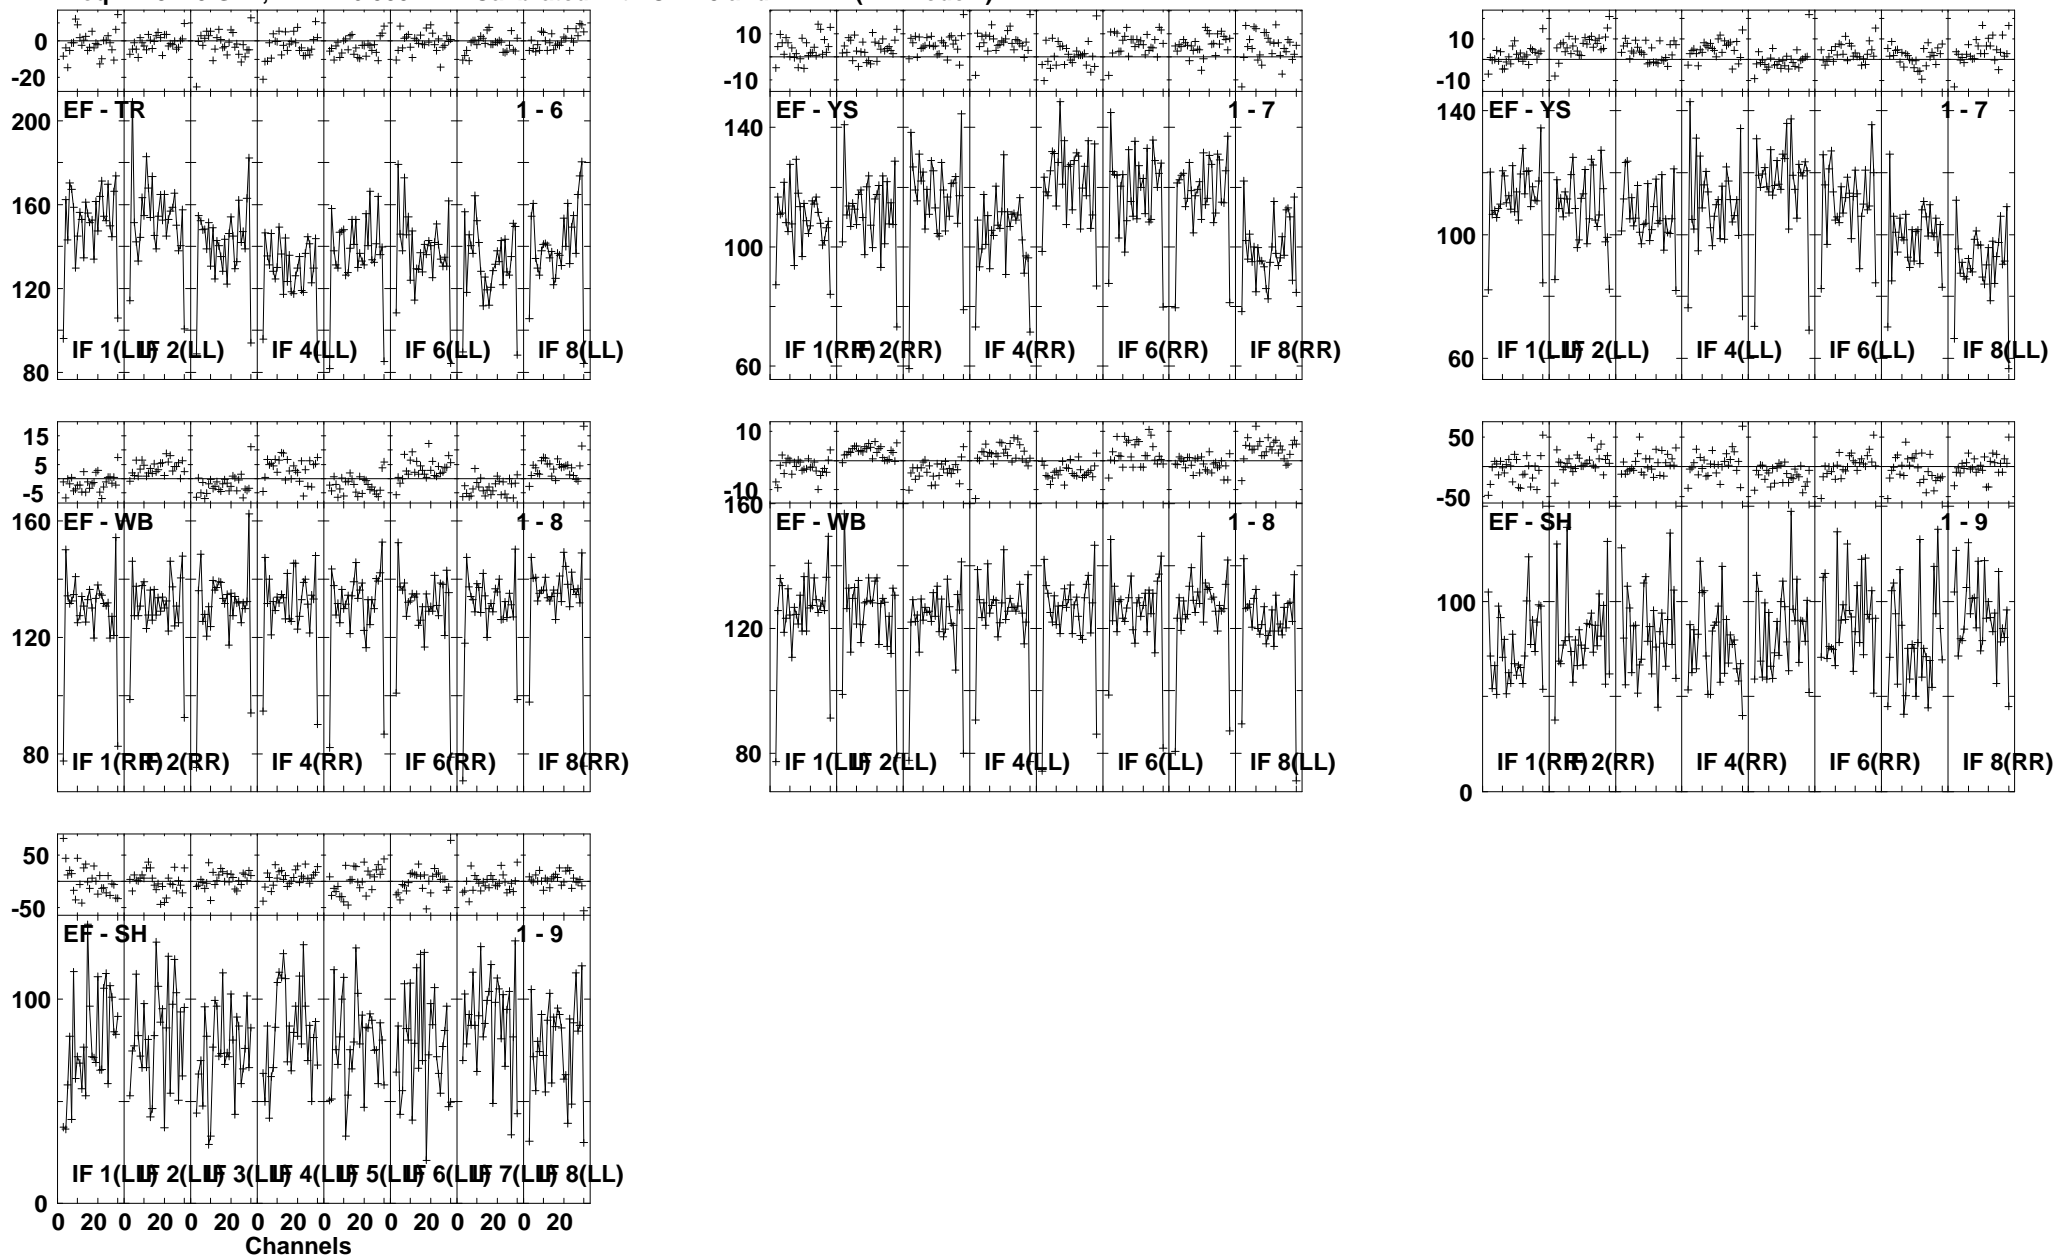 0
-20
200
160
120
80
EF - TR
1 - 6
IF 1(LL) IF 2(LL) IF 4(LL) IF 6(LL) IF 8(LL)
10
-10
140
100
60
EF - YS
1 - 7
IF 1(RR) IF 2(RR) IF 4(RR) IF 6(RR) IF 8(RR)
10
-10
140
100
60
EF - YS
1 - 7
IF 1(LL) IF 2(LL) IF 4(LL) IF 6(LL) IF 8(LL)
15
5
-5
160
120
80
EF - WB
1 - 8
IF 1(RR) IF 2(RR) IF 4(RR) IF 6(RR) IF 8(RR)
10
-10
160
120
80
EF - WB
1 - 8
IF 1(LL) IF 2(LL) IF 4(LL) IF 6(LL) IF 8(LL)
50
-50
100
0
EF - SH
1 - 9
IF 1(RR) IF 2(RR) IF 4(RR) IF 6(RR) IF 8(RR)
50
-50
100
0
EF - SH
1 - 9
IF 1(LL) IF 2(LL) IF 3(LL) IF 4(LL) IF 5(LL) IF 6(LL) IF 7(LL) IF 8(LL)
0 20 0 20 0 20 0 20 0 20 0 20 0 20 0 20
Channels